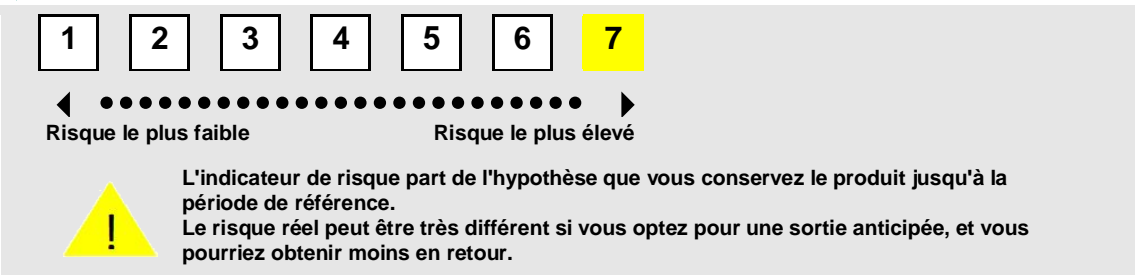 1 2 3 4 5 6 7
Risque le plus faible Risque le plus élevé
L'indicateur de risque part de l'hypothèse que vous conservez le produit jusqu'à la
période de référence.
Le risque réel peut être très différent si vous optez pour une sortie anticipée, et vous
pourriez obtenir moins en retour.
!